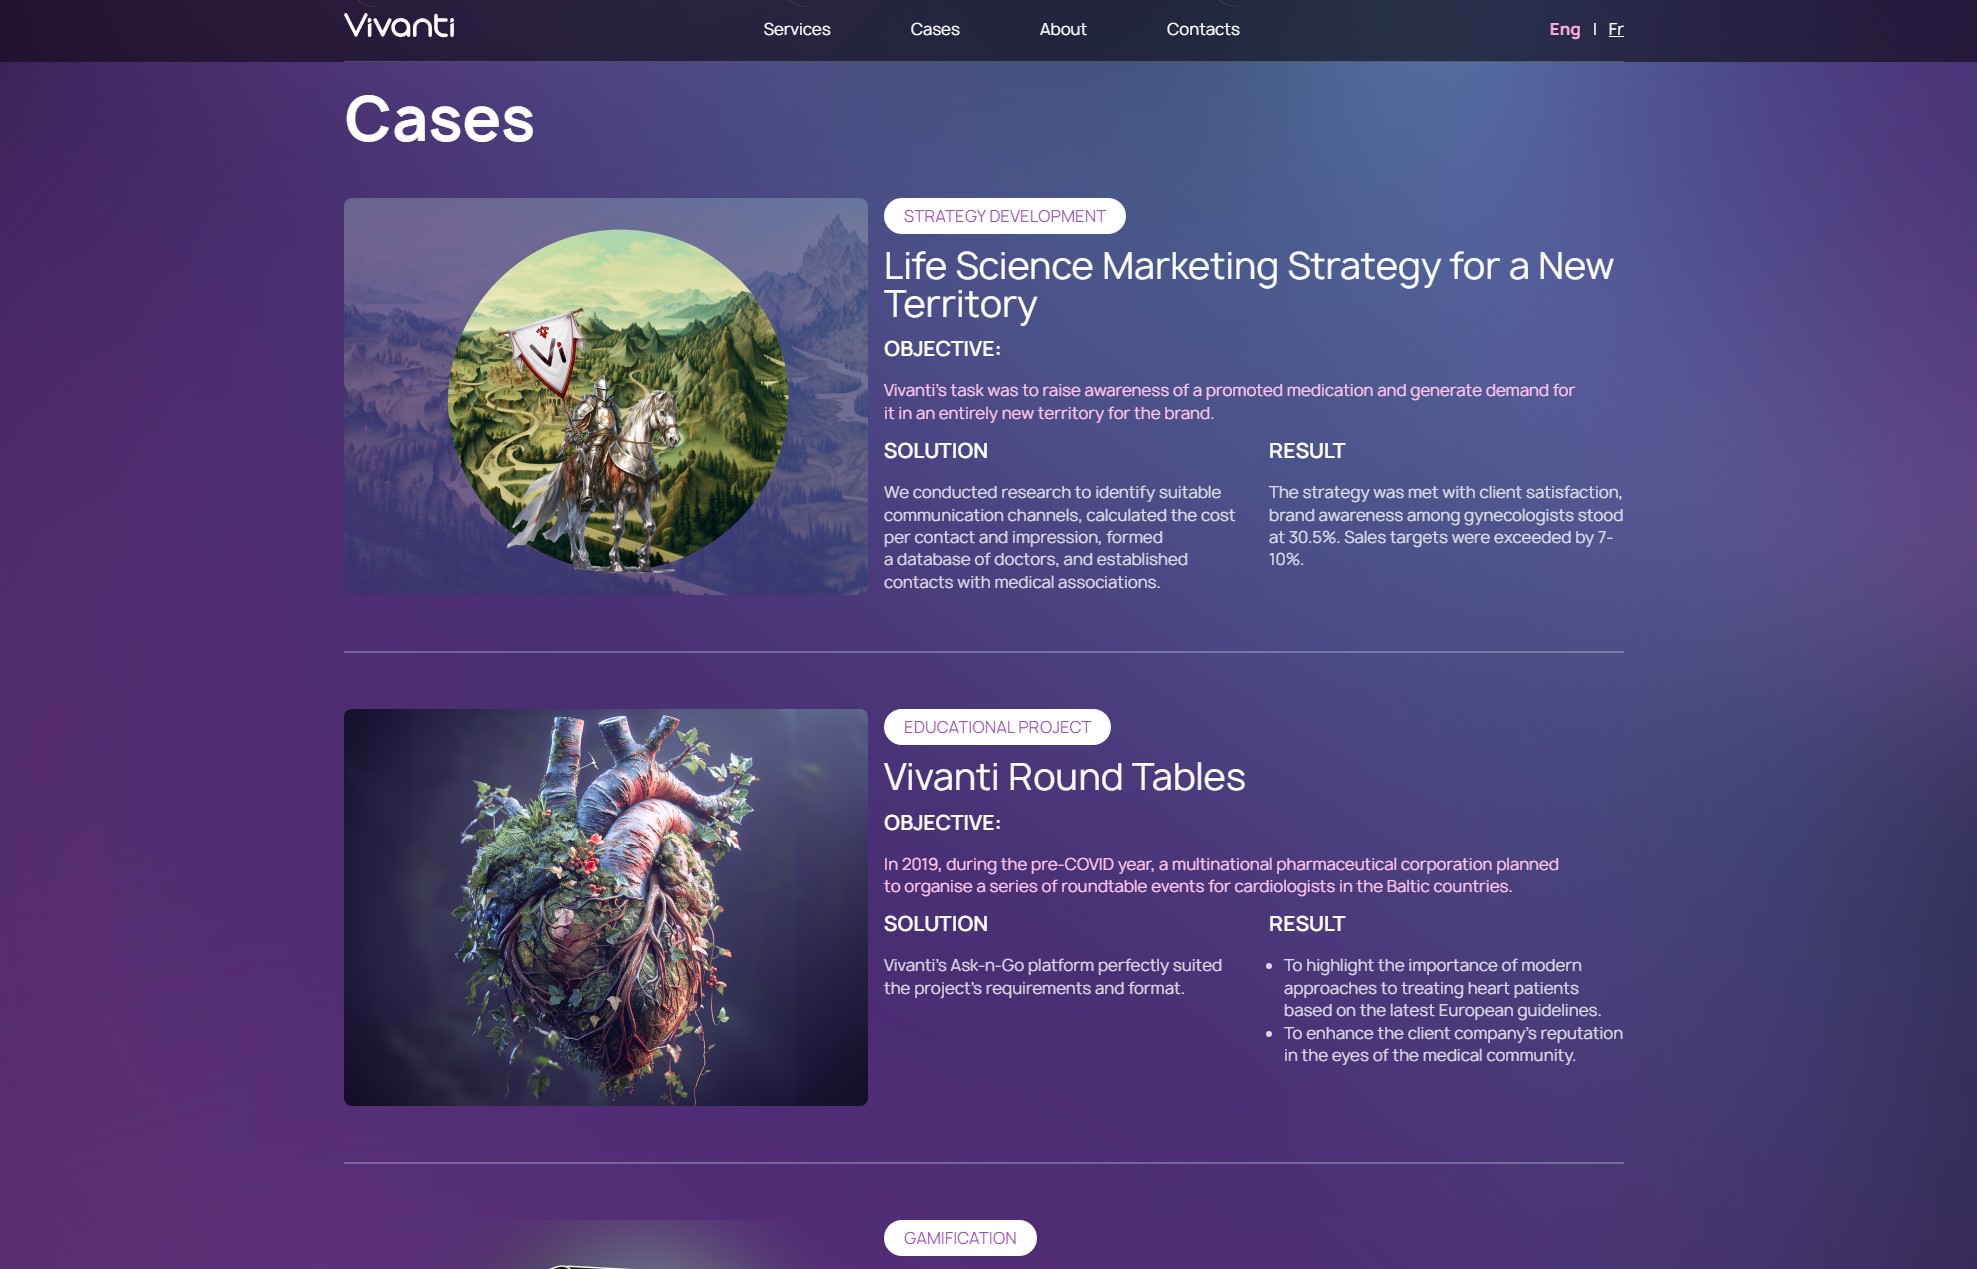 Vivanti
Services
Cases
About
Contacts
Eng | Fr
Cases
Vi
STRATEGY DEVELOPMENT
Life Science Marketing Strategy for a New
Territory
OBJECTIVE:
Vivanti's task was to raise awareness of a promoted medication and generate demand for
it in an entirely new territory for the brand.
SOLUTION
We conducted research to identify suitable
communication channels, calculated the cost
per contact and impression, formed
a database of doctors, and established
contacts with medical associations.
RESULT
The strategy was met with client satisfaction,
brand awareness among gynecologists stood
at 30.5%. Sales targets were exceeded by 7-
10%.
EDUCATIONAL PROJECT
Vivanti Round Tables
OBJECTIVE:
In 2019, during the pre-COVID year, a multinational pharmaceutical corporation planned
to organise a series of roundtable events for cardiologists in the Baltic countries.
SOLUTION
Vivanti's Ask-n-Go platform perfectly suited
the project's requirements and format.
RESULT
• To highlight the importance of modern
approaches to treating heart patients
based on the latest European guidelines.
• To enhance the client company's reputation
in the eyes of the medical community.
GAMIFICATION